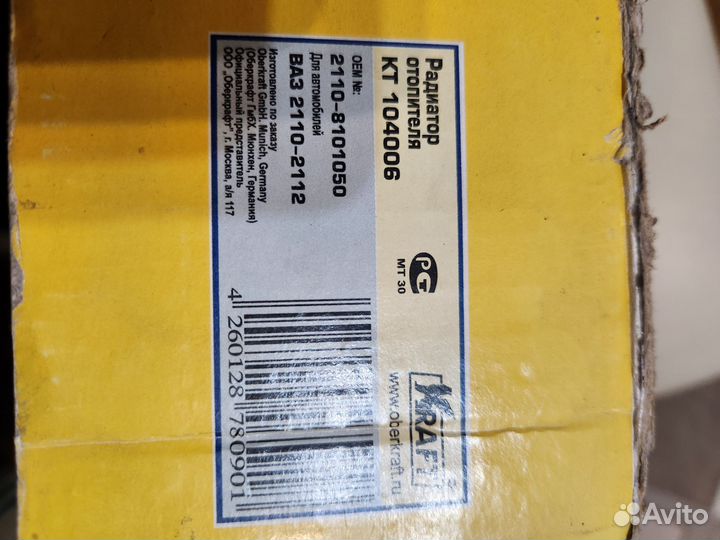 Радиатор
отопителя
КТ 104006
РСТ
МТ 30
KRAFT
www.oberkraft.ru
OEM №:
2110-8101050
Для автомобилей
ВАЗ 2110-2112
Изготовлено по заказу
Oberkraft GmbH. Munich, Germany
(Оберкрафт ГмбХ. Мюнхен, Германия)
Официальный представитель
ООО „Оберкрафт", г. Москва, а/я 117
4 260128 780901
Avito